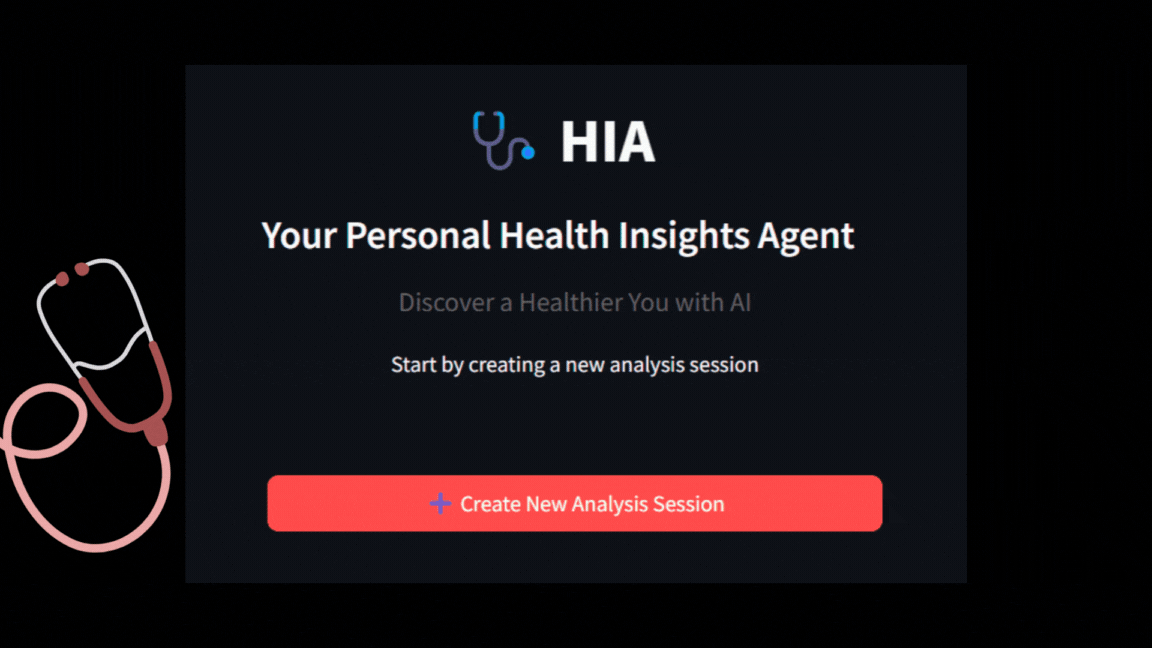 HIA
Your Personal Health Insights Agent
Discover a Healthier You with AI
Start by creating a new analysis session
Create New Analysis Session